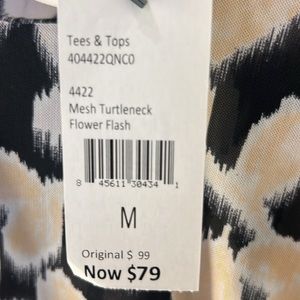 Tees & Tops
404422QNC0
4422
Mesh Turtleneck
Flower Flash
8 45611 30434 1
M
Original $ 99
Now $79